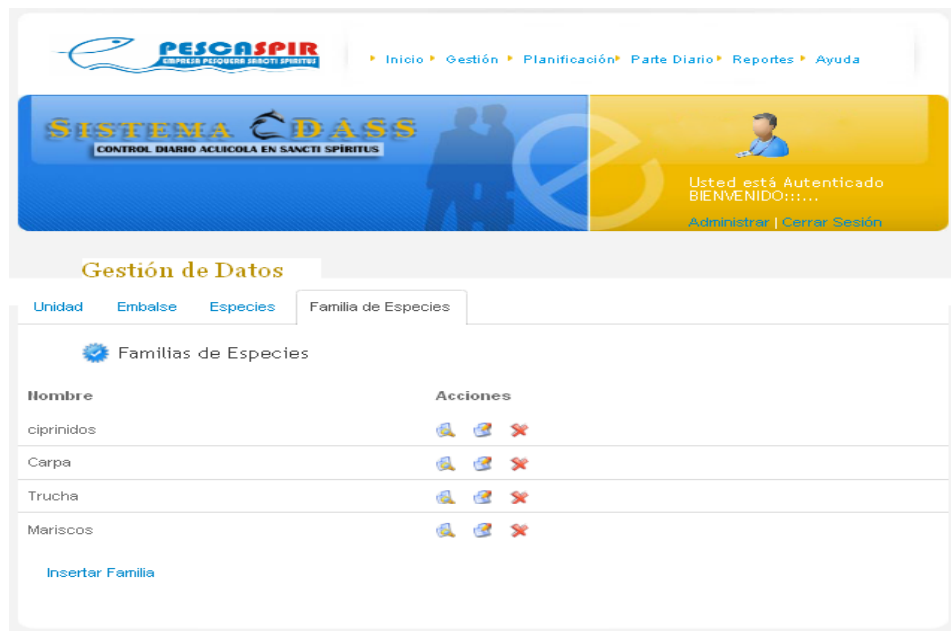 PESCASPIR
EMPRESA PESQUERA SANCTI SPIRITUS
Inicio Gestión Planificación Parte Diario Reportes Ayuda
SISTEMA CDASS
CONTROL DIARIO ACUICOLA EN SANCTI SPÍRITUS
Usted está Autenticado
BIENVENIDO:::...
Administrar | Cerrar Sesión
Gestión de Datos
Unidad Embalse Especies Familia de Especies
Familias de Especies
Nombre Acciones
ciprinidos
Carpa
Trucha
Mariscos
Insertar Familia